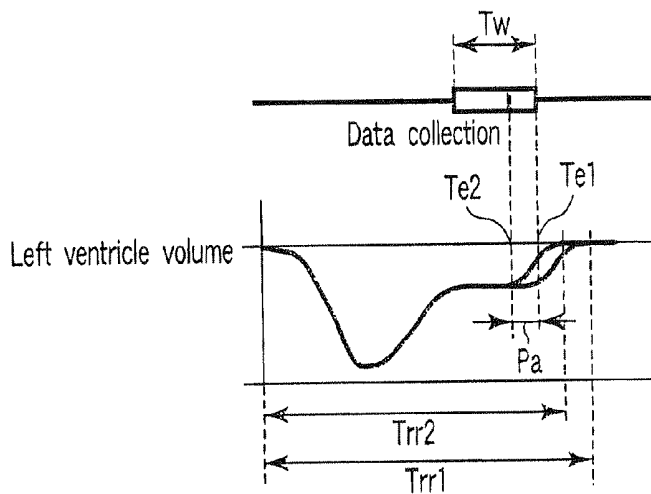 Tw
Data collection
Te2
Te1
Left ventricle volume
Pa
Trr2
Trr1